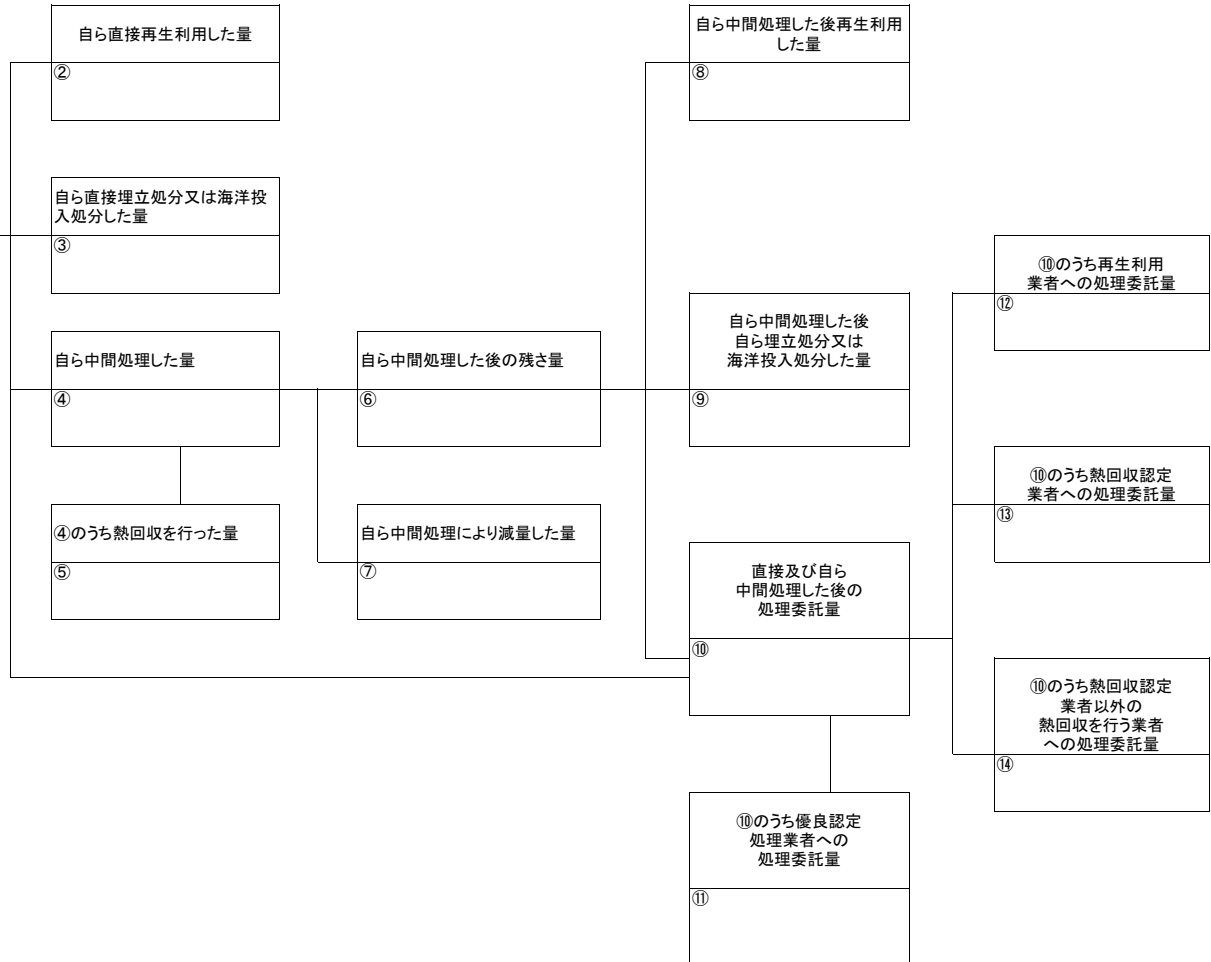 自ら直接再生利用した量
②
自ら直接埋立処分又は海洋投
入処分した量
③
自ら中間処理した量
④
④のうち熱回収を行った量
⑤
自ら中間処理した後の残さ量
⑥
自ら中間処理により減量した量
⑦
自ら中間処理した後再生利用
した量
⑧
自ら中間処理した後
自ら埋立処分又は
海洋投入処分した量
⑨
直接及び自ら
中間処理した後の
処理委託量
⑩
⑩のうち優良認定
処理業者への
処理委託量
⑪
⑩のうち再生利用
業者への処理委託量
⑫
⑩のうち熱回収認定
業者への処理委託量
⑬
⑩のうち熱回収認定
業者以外の
熱回収を行う業者
への処理委託量
⑭